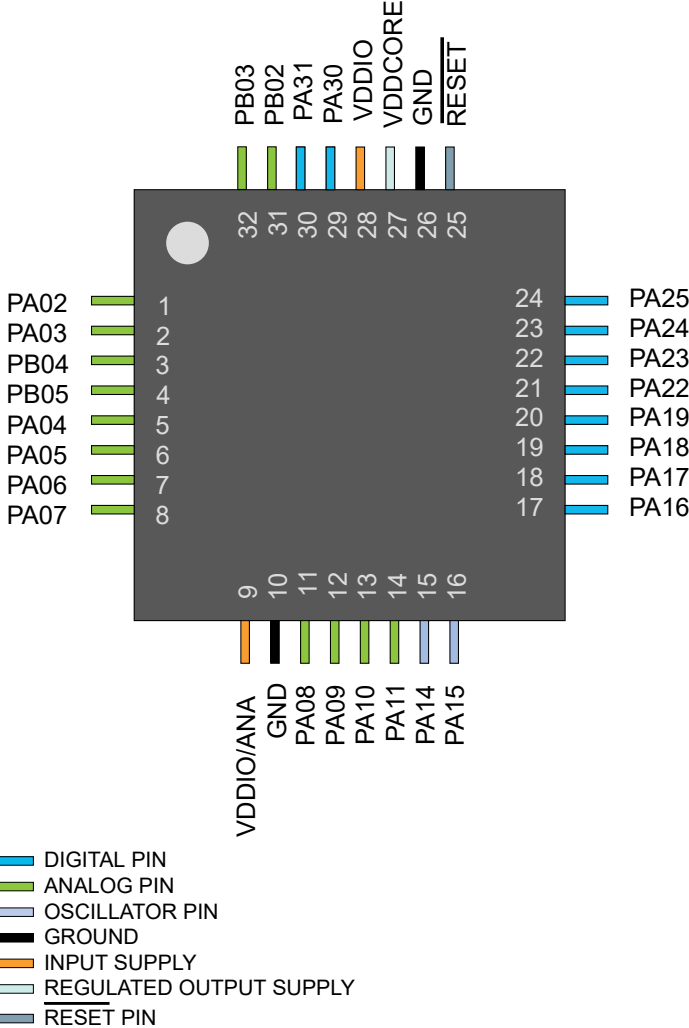 PB03
PB02
PA31
PA30
VDDIO
VDDCORE
GND
RESET
32
31
30
29
28
27
26
25
PA02
PA03
PB04
PB05
PA04
PA05
PA06
PA07
1
2
3
4
5
6
7
8
24
23
22
21
20
19
18
17
PA25
PA24
PA23
PA22
PA19
PA18
PA17
PA16
9
10
11
12
13
14
15
16
VDDIO/ANA
GND
PA08
PA09
PA10
PA11
PA14
PA15
DIGITAL PIN
ANALOG PIN
OSCILLATOR PIN
GROUND
INPUT SUPPLY
REGULATED OUTPUT SUPPLY
RESET PIN